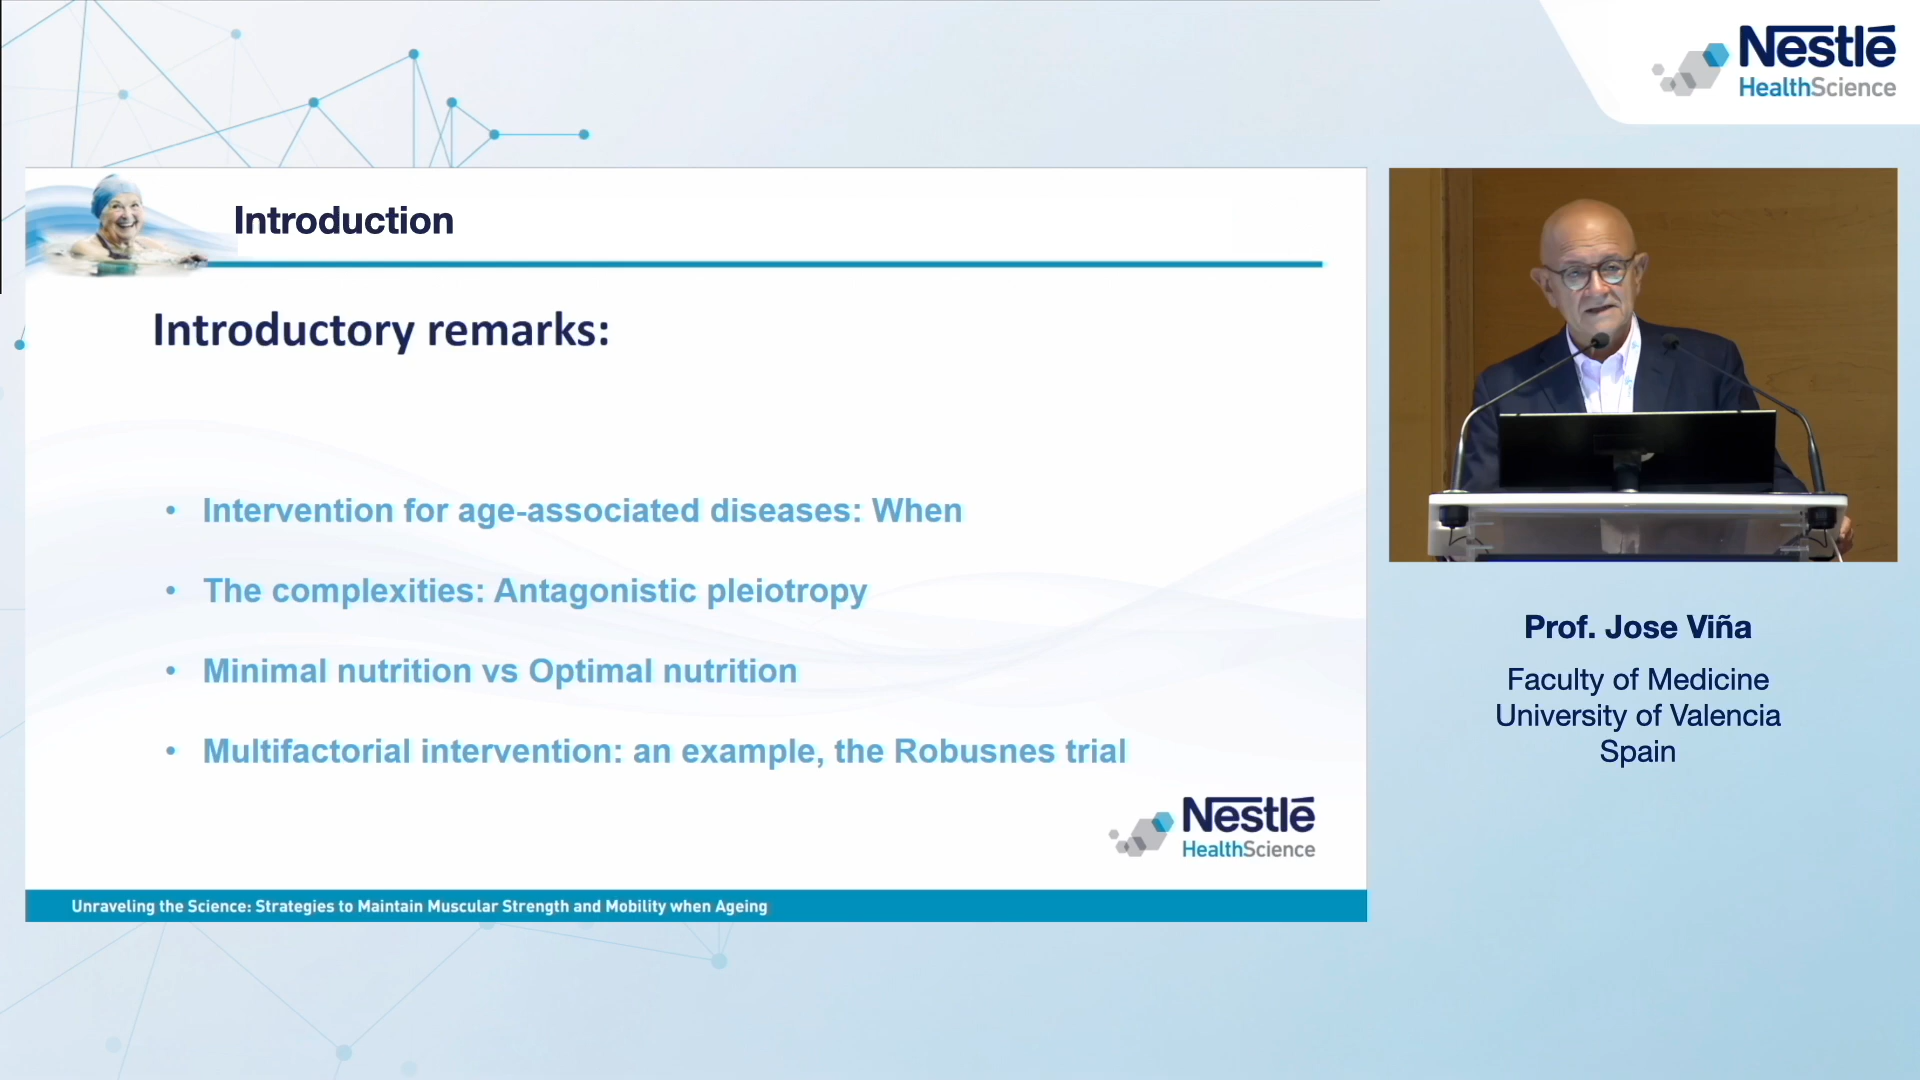 Nestlé
HealthScience
Introduction
Introductory remarks:
• Intervention for age-associated diseases: When
• The complexities: Antagonistic pleiotropy
• Minimal nutrition vs Optimal nutrition
• Multifactorial intervention: an example, the Robusnes trial
Nestlé
HealthScience
Unraveling the Science: Strategies to Maintain Muscular Strength and Mobility when Ageing
Prof. Jose Viña
Faculty of Medicine
University of Valencia
Spain